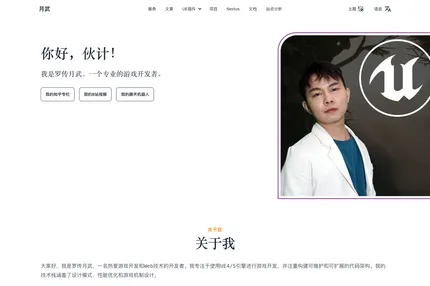 月武
服务 文章 UE插件 项目 Nextus 文档 站点分析 主题 语言
你好，伙计！
我是罗传月武。一个专业的游戏开发者。
我的知乎专栏 我的B站视频 我的聊天机器人
关于我
关于我
大家好，我是罗传月武，一名热爱游戏开发和Web技术的开发者。我专注于使用UE4/5引擎进行游戏开发，并注重构建可维护和可扩展的代码架构。我的
技术栈涵盖了设计模式、性能优化和游戏机制设计。